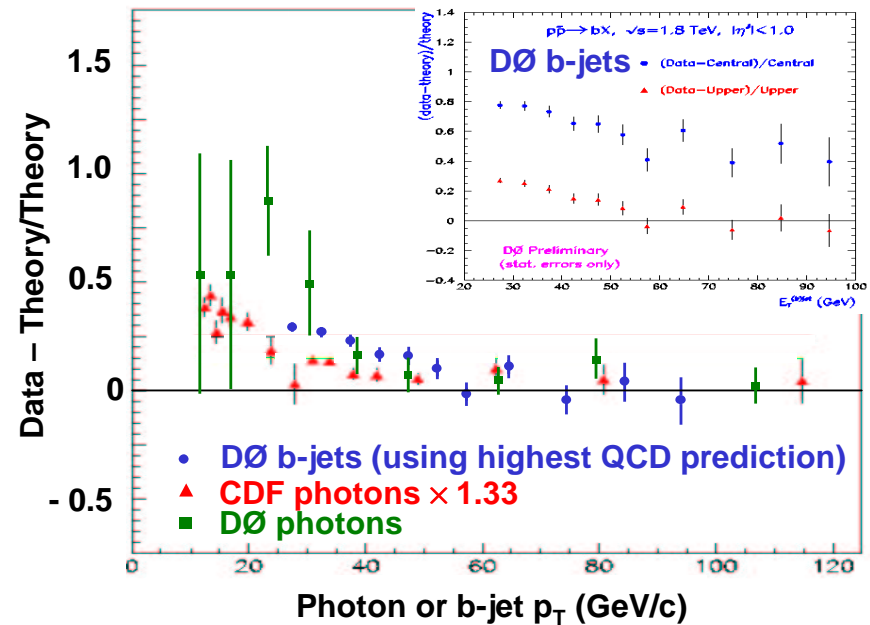 Data – Theory/Theory
1.5
1.0
0.5
0
- 0.5
0
20
40
60
80
100
120
Photon or b-jet pT (GeV/c)
DØ b-jets (using highest QCD prediction)
CDF photons × 1.33
DØ photons
(data-theory)/theory
1.4
1.2
1
0.8
0.6
0.4
0.2
0
-0.2
-0.4
20
30
40
50
60
70
80
90
100
pp̄→bX, √s=1.8 TeV, |η^b|<1.0
DØ b-jets
(Data-Central)/Central
(Data-Upper)/Upper
DØ Preliminary
(stat. errors only)
(GeV)